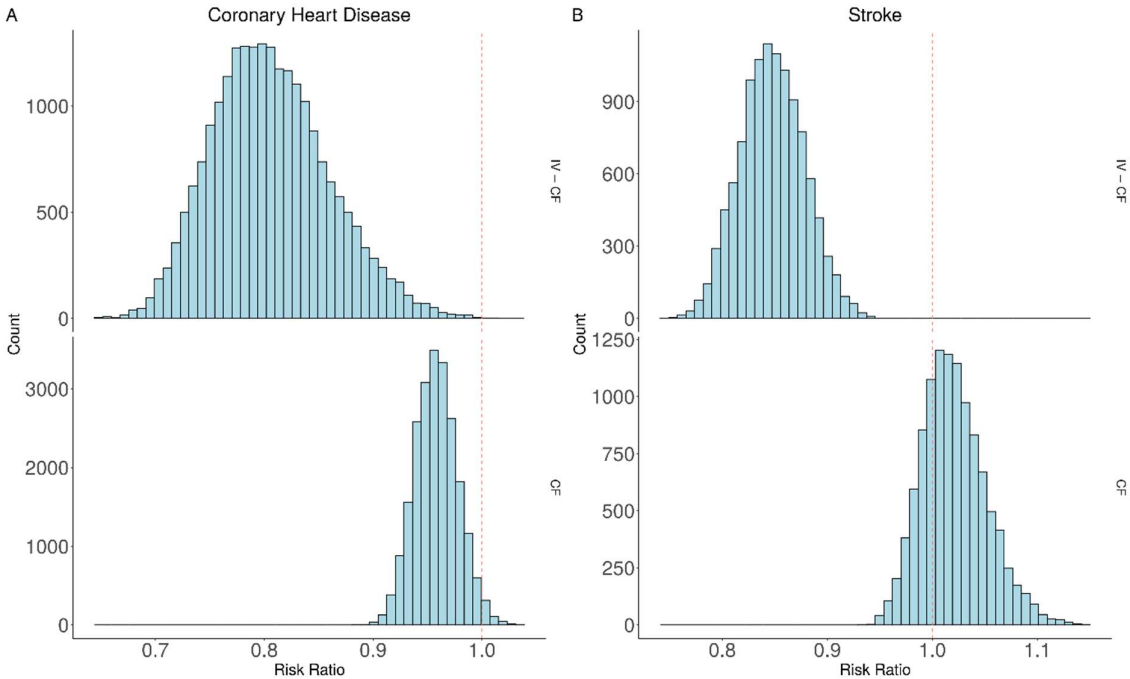 A
Coronary Heart Disease
1000
500
0
IV – CF
Count
3000
2000
1000
0
CF
0.7 0.8 0.9 1.0
Risk Ratio
B
Stroke
900
600
300
0
IV – CF
Count
1250
1000
750
500
250
0
CF
0.8 0.9 1.0 1.1
Risk Ratio